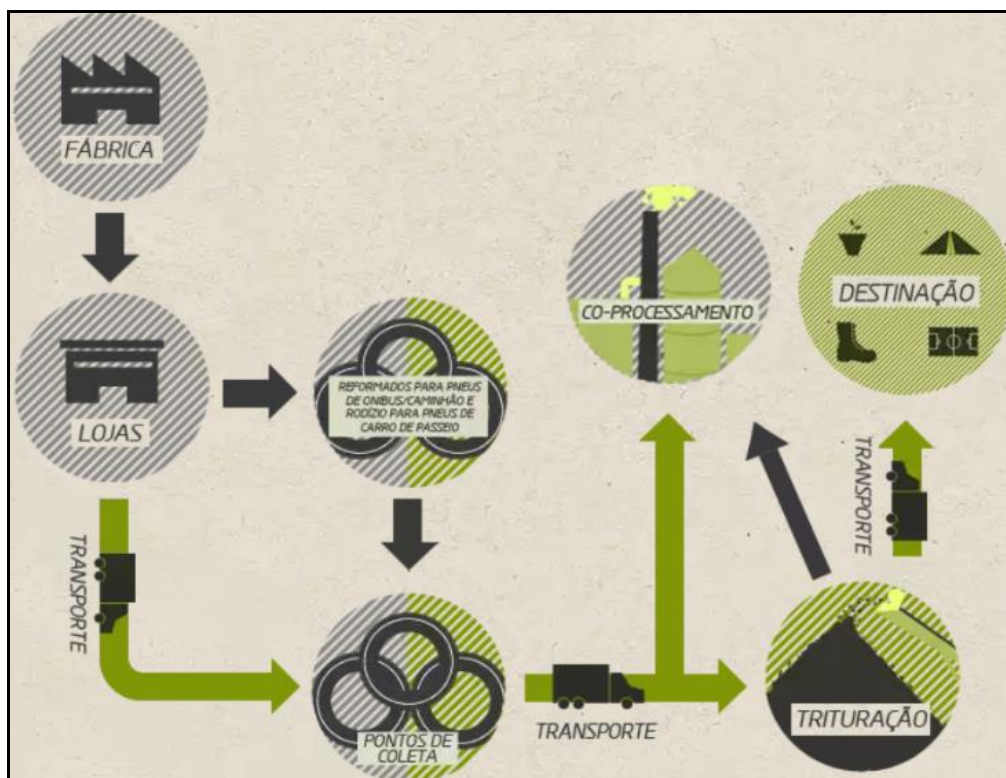 FÁBRICA
LOJAS
REFORMADOS PARA PNEUS
DE ONIBUS/CAMINHÃO E
RODÍZIO PARA PNEUS DE
CARRO DE PASSEIO
CO-PROCESSAMENTO
DESTINAÇÃO
TRANSPORTE
TRANSPORTE
PONTOS DE
COLETA
TRANSPORTE
TRITURAÇÃO